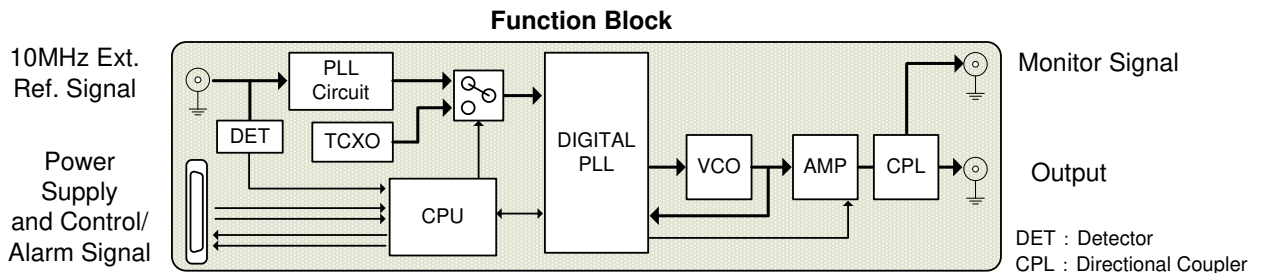 Function Block
10MHz Ext.
Ref. Signal
PLL
Circuit
DET
TCXO
Power
Supply
and Control/
Alarm Signal
CPU
DIGITAL
PLL
VCO
AMP
CPL
Monitor Signal
Output
DET : Detector
CPL : Directional Coupler